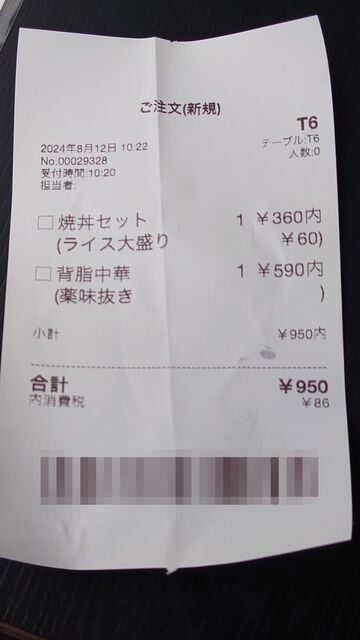 ご注文(新規)
T6
テーブル:T6
人数:0
2024年8月12日 10:22
No.00029328
受付時間:10:20
担当者:
焼丼セット 1 ¥360内
(ライス大盛り ¥60)
背脂中華 1 ¥590内
(薬味抜き )
小計 ¥950内
合計 ¥950
内消費税 ¥86